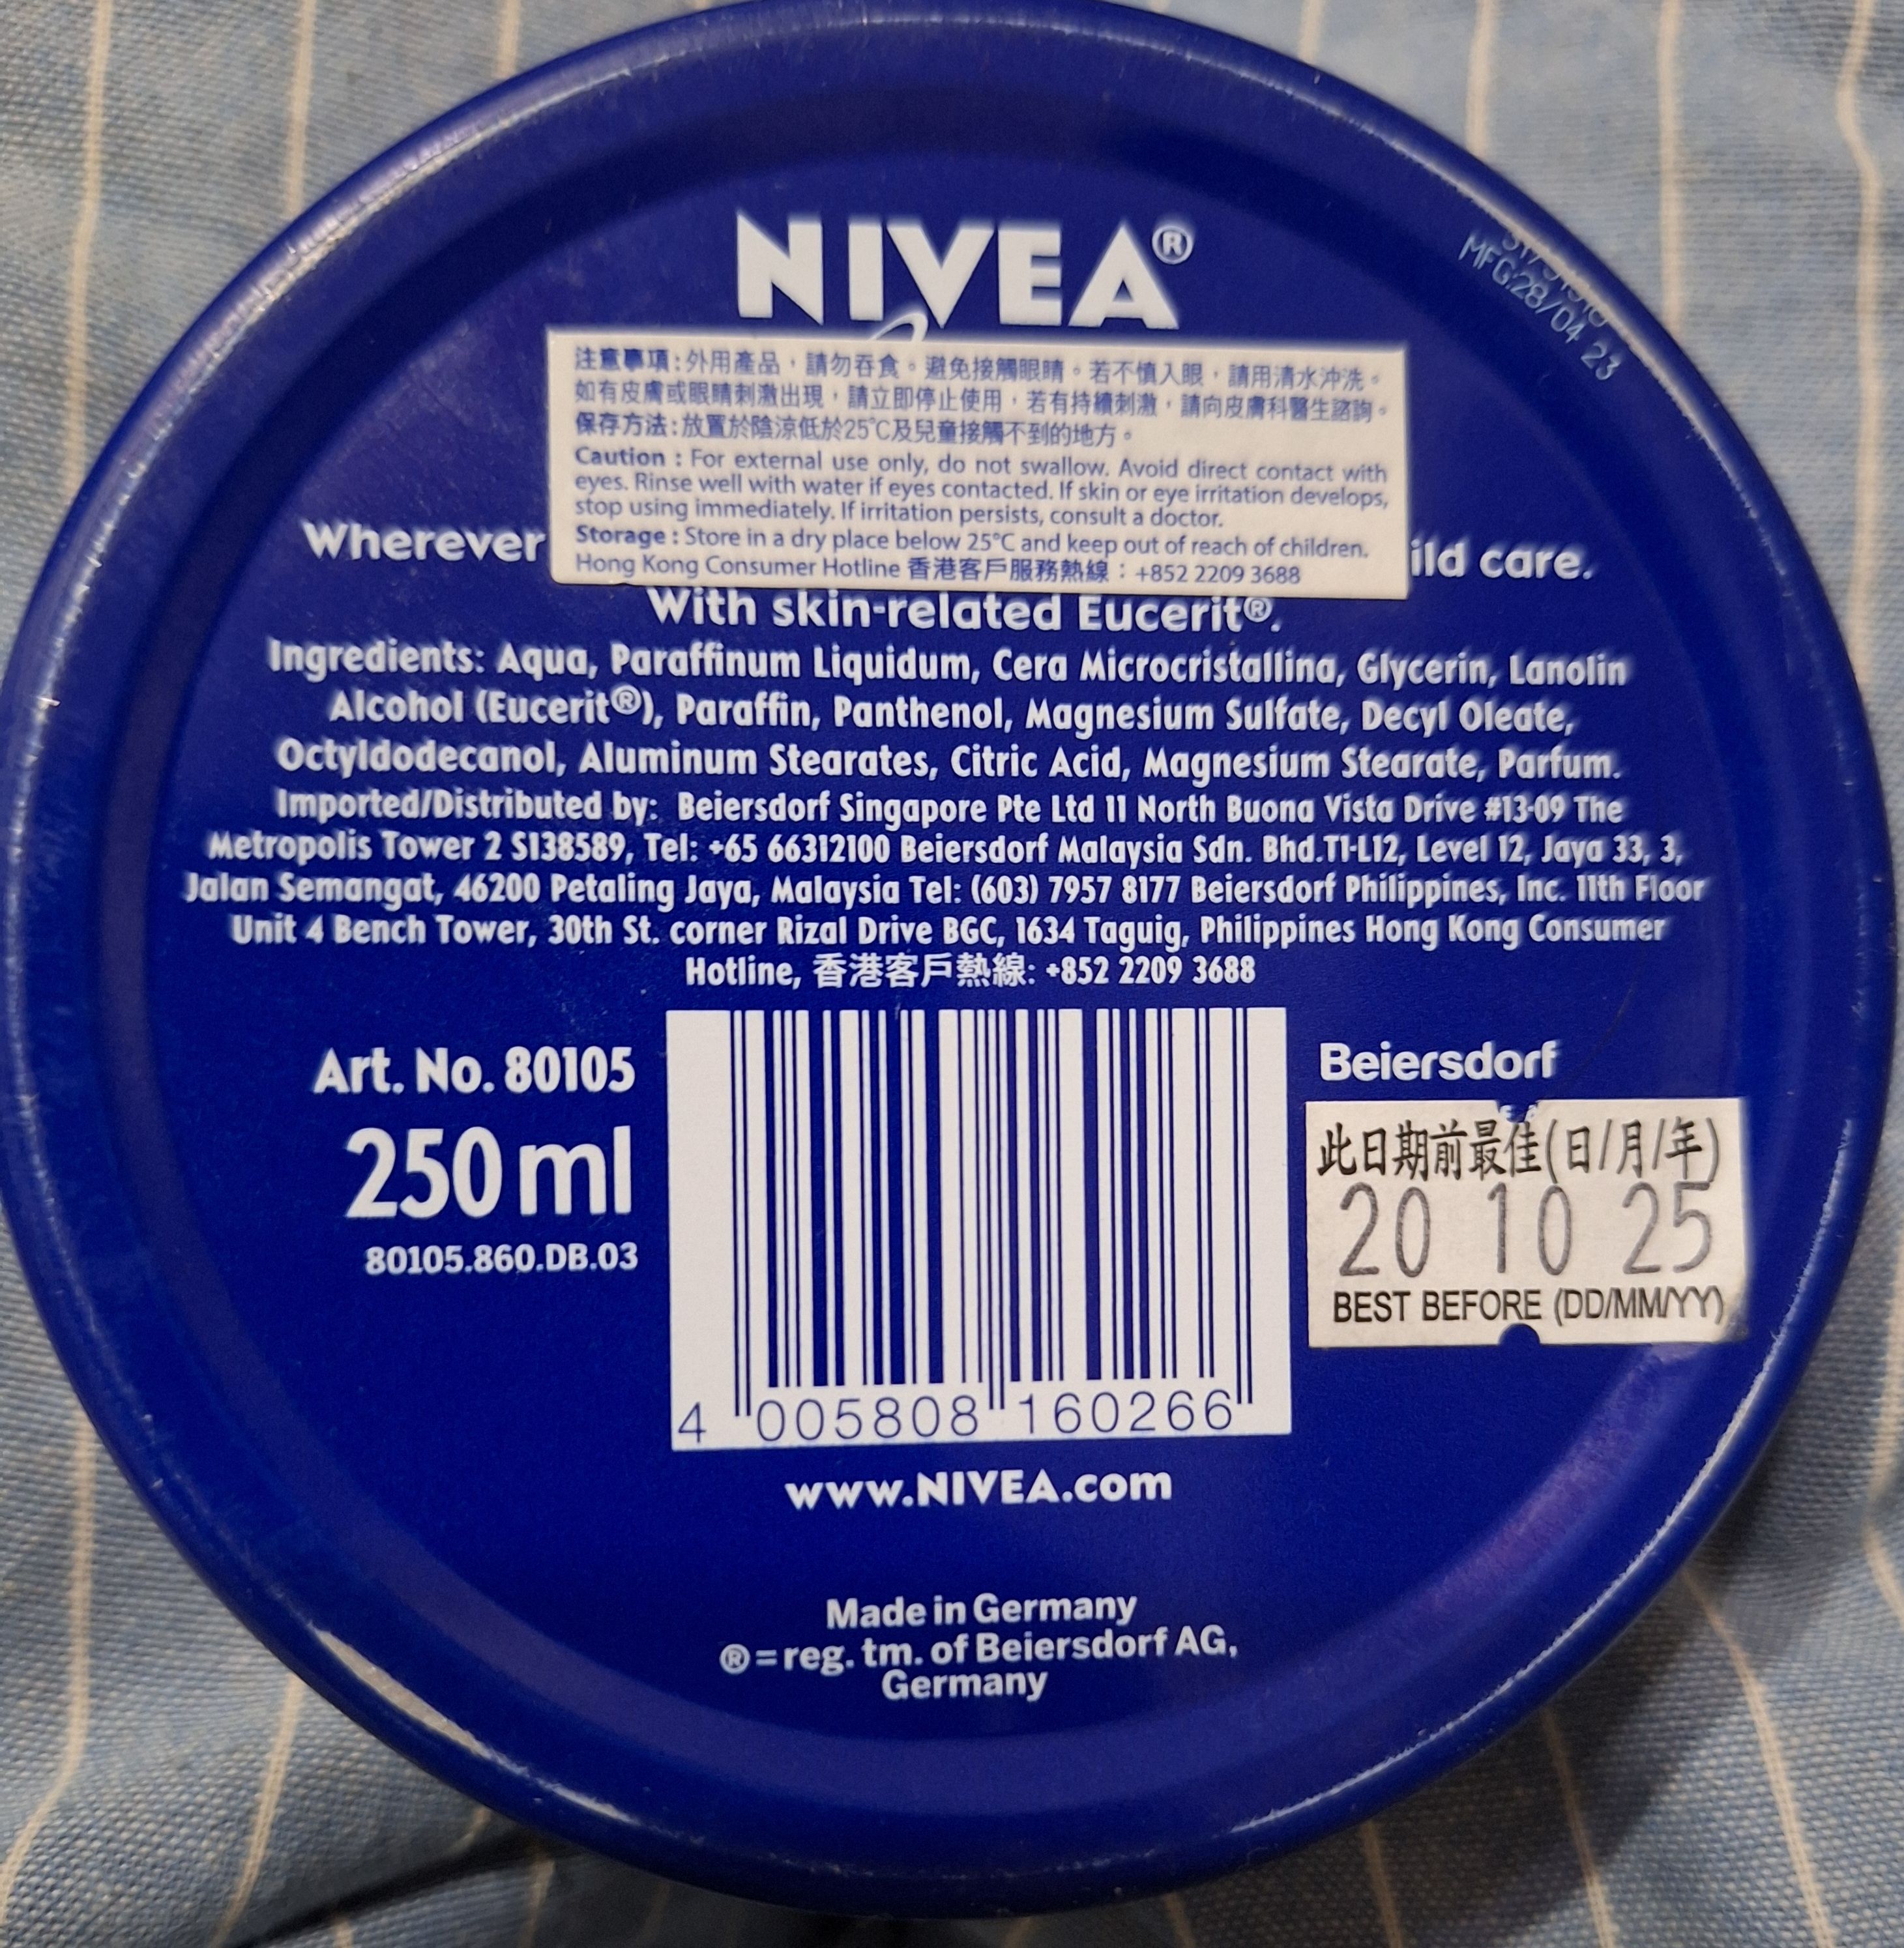 NIVEA®
MFG:28/04 23
注意事項:外用產品，請勿吞食。避免接觸眼睛。若不慎入眼，請用清水沖洗。
如有皮膚或眼睛刺激出現，請立即停止使用，若有持續刺激，請向皮膚科醫生諮詢。
保存方法:放置於陰涼低於25℃及兒童接觸不到的地方。
Caution : For external use only, do not swallow. Avoid direct contact with
eyes. Rinse well with water if eyes contacted. If skin or eye irritation develops,
stop using immediately. If irritation persists, consult a doctor.
Storage : Store in a dry place below 25℃ and keep out of reach of children.
Hong Kong Consumer Hotline 香港客戶服務熱線：+852 2209 3688
Wherever ild care.
With skin-related Eucerit®.
Ingredients: Aqua, Paraffinum Liquidum, Cera Microcristallina, Glycerin, Lanolin
Alcohol (Eucerit®), Paraffin, Panthenol, Magnesium Sulfate, Decyl Oleate,
Octyldodecanol, Aluminum Stearates, Citric Acid, Magnesium Stearate, Parfum.
Imported/Distributed by: Beiersdorf Singapore Pte Ltd 11 North Buona Vista Drive #13-09 The
Metropolis Tower 2 S138589, Tel: +65 66312100 Beiersdorf Malaysia Sdn. Bhd.T1-L12, Level 12, Jaya 33, 3,
Jalan Semangat, 46200 Petaling Jaya, Malaysia Tel: (603) 7957 8177 Beiersdorf Philippines, Inc. 11th Floor
Unit 4 Bench Tower, 30th St. corner Rizal Drive BGC, 1634 Taguig, Philippines Hong Kong Consumer
Hotline, 香港客戶熱線: +852 2209 3688
Art. No. 80105
250 ml
80105.860.DB.03
4 005808 160266
Beiersdorf
此日期前最佳(日/月/年)
20 10 25
BEST BEFORE (DD/MM/YY)
www.NIVEA.com
Made in Germany
®=reg. tm. of Beiersdorf AG,
Germany